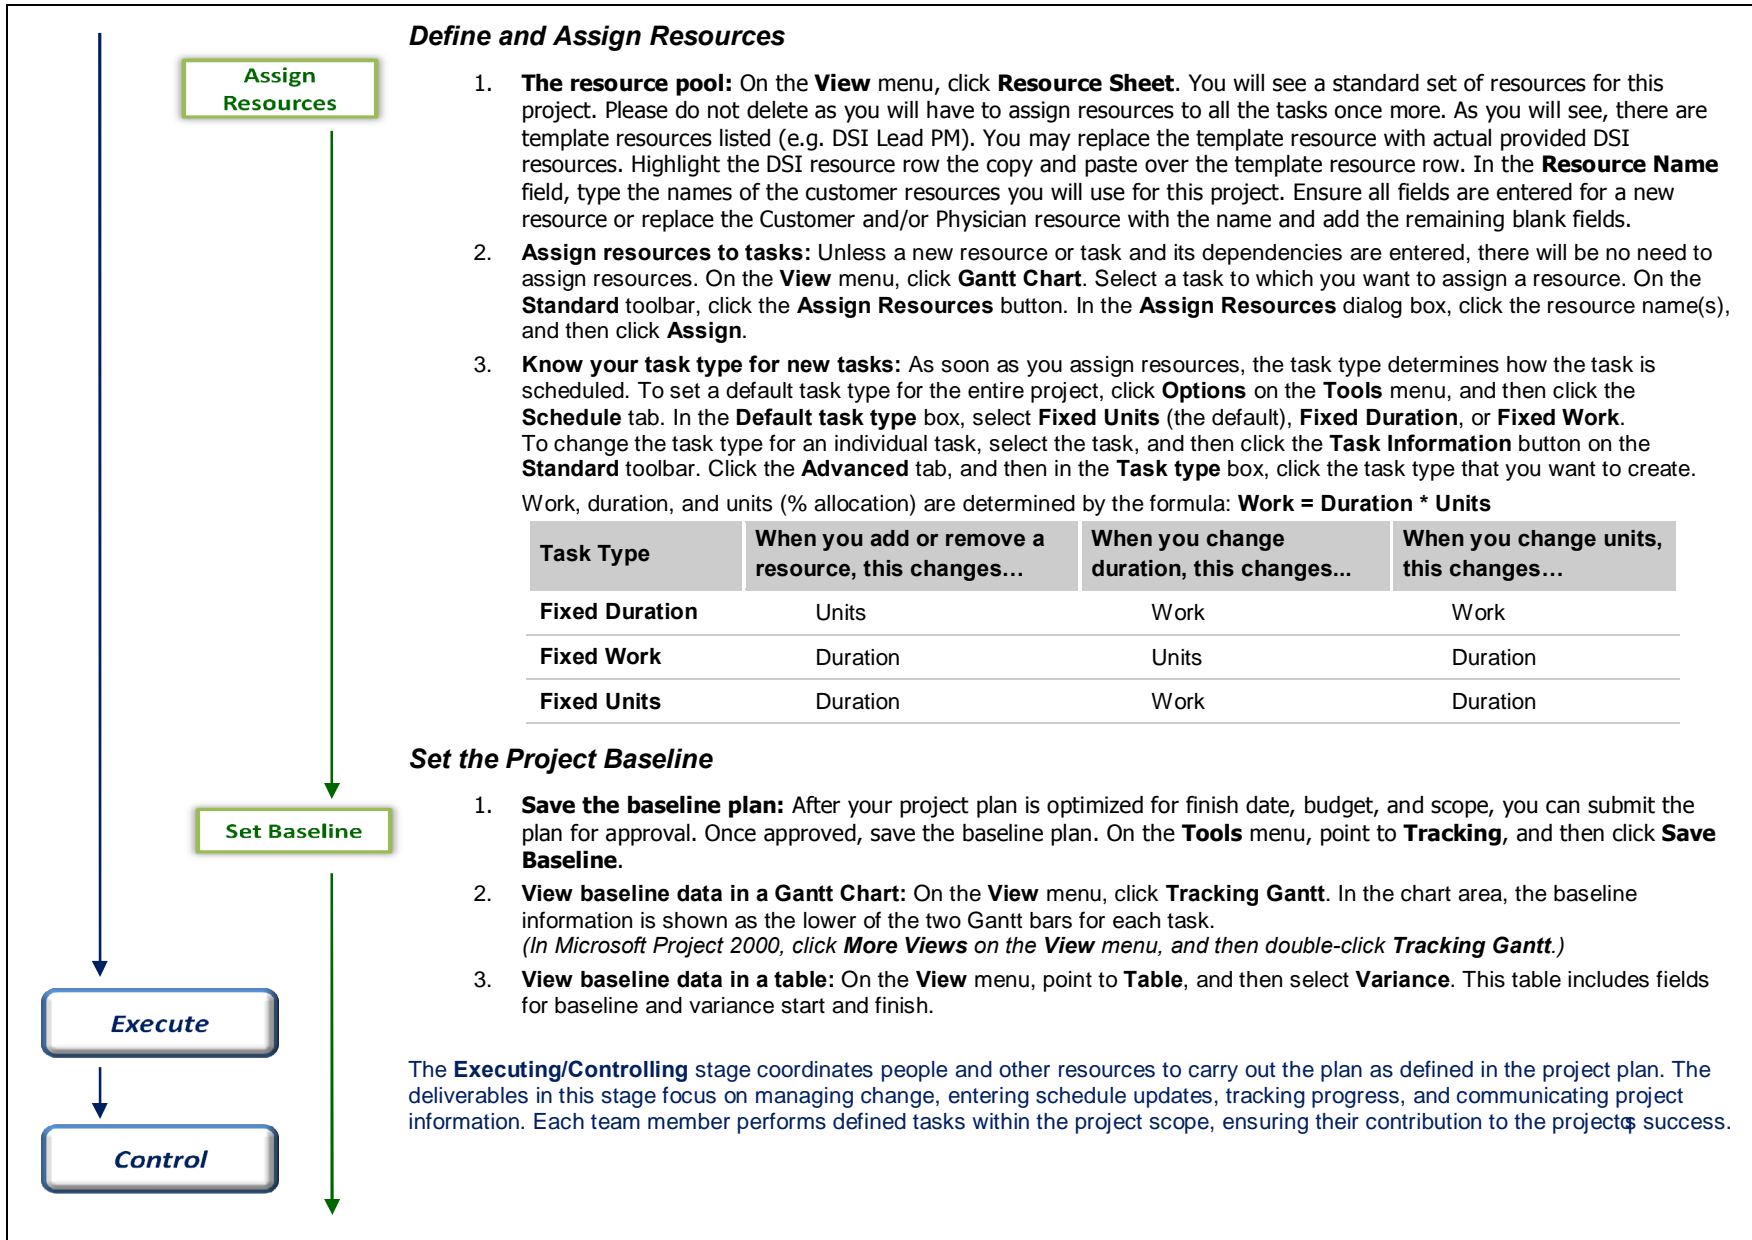 Define and Assign Resources
Assign
Resources
1. The resource pool: On the View menu, click Resource Sheet. You will see a standard set of resources for this
project. Please do not delete as you will have to assign resources to all the tasks once more. As you will see, there are
template resources listed (e.g. DSI Lead PM). You may replace the template resource with actual provided DSI
resources. Highlight the DSI resource row the copy and paste over the template resource row. In the Resource Name
field, type the names of the customer resources you will use for this project. Ensure all fields are entered for a new
resource or replace the Customer and/or Physician resource with the name and add the remaining blank fields.
2. Assign resources to tasks: Unless a new resource or task and its dependencies are entered, there will be no need to
assign resources. On the View menu, click Gantt Chart. Select a task to which you want to assign a resource. On the
Standard toolbar, click the Assign Resources button. In the Assign Resources dialog box, click the resource name(s),
and then click Assign.
3. Know your task type for new tasks: As soon as you assign resources, the task type determines how the task is
scheduled. To set a default task type for the entire project, click Options on the Tools menu, and then click the
Schedule tab. In the Default task type box, select Fixed Units (the default), Fixed Duration, or Fixed Work.
To change the task type for an individual task, select the task, and then click the Task Information button on the
Standard toolbar. Click the Advanced tab, and then in the Task type box, click the task type that you want to create.
Work, duration, and units (% allocation) are determined by the formula: Work = Duration * Units
Task Type When you add or remove a When you change When you change units,
resource, this changes… duration, this changes... this changes…
Fixed Duration Units Work Work
Fixed Work Duration Units Duration
Fixed Units Duration Work Duration
Set the Project Baseline
Set Baseline
1. Save the baseline plan: After your project plan is optimized for finish date, budget, and scope, you can submit the
plan for approval. Once approved, save the baseline plan. On the Tools menu, point to Tracking, and then click Save
Baseline.
2. View baseline data in a Gantt Chart: On the View menu, click Tracking Gantt. In the chart area, the baseline
information is shown as the lower of the two Gantt bars for each task.
(In Microsoft Project 2000, click More Views on the View menu, and then double-click Tracking Gantt.)
3. View baseline data in a table: On the View menu, point to Table, and then select Variance. This table includes fields
for baseline and variance start and finish.
Execute
The Executing/Controlling stage coordinates people and other resources to carry out the plan as defined in the project plan. The
deliverables in this stage focus on managing change, entering schedule updates, tracking progress, and communicating project
information. Each team member performs defined tasks within the project scope, ensuring their contribution to the success.
Control